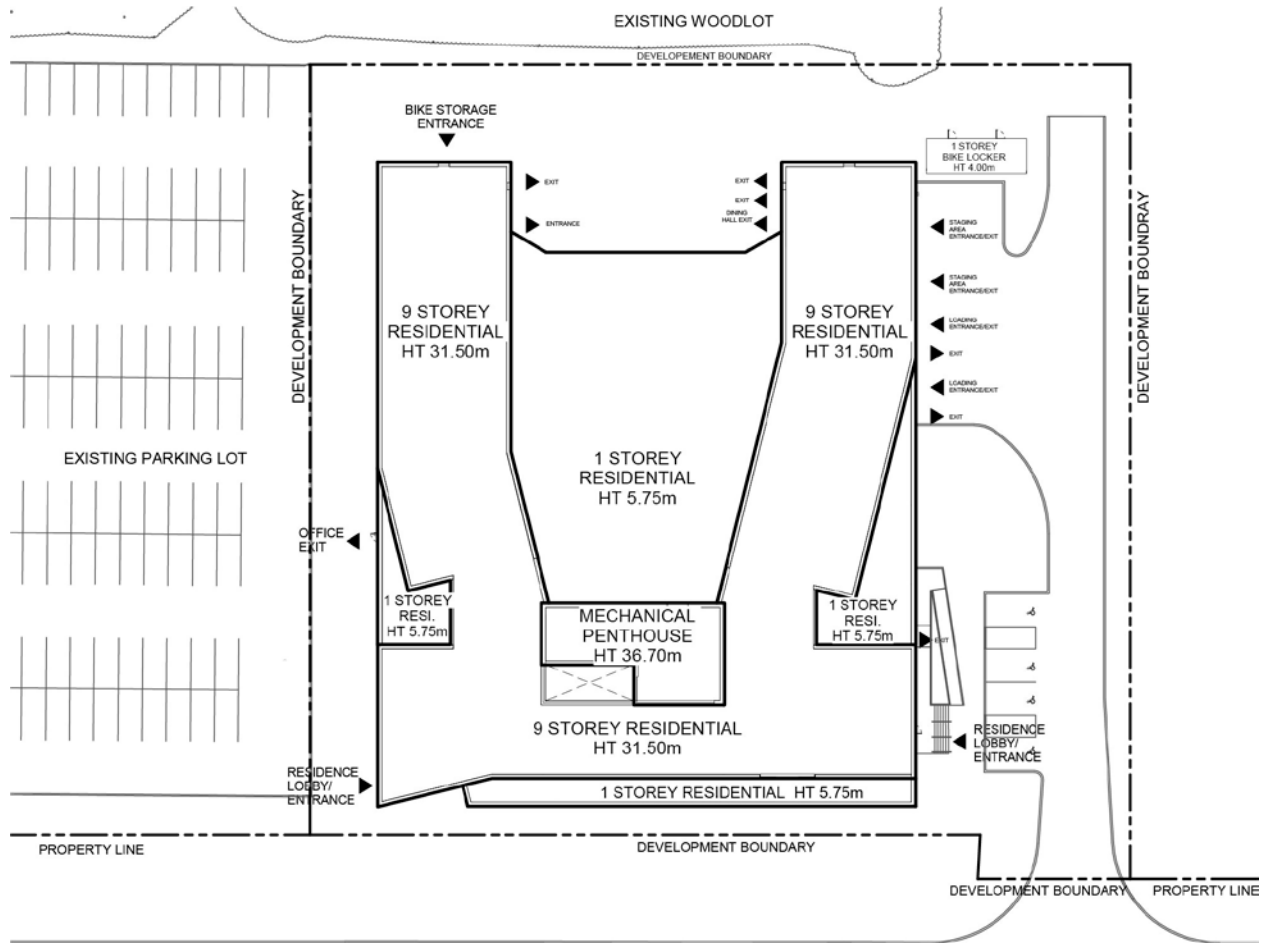 EXISTING WOODLOT
DEVELOPEMENT BOUNDARY
BIKE STORAGE
ENTRANCE
1 STOREY
BIKE LOCKER
HT 4.00m
EXIT
ENTRANCE
EXIT
EXIT
DINING
HALL EXIT
DEVELOPMENT BOUNDARY
DEVELOPMENT BOUNDRAY
STAGING
AREA
ENTRANCE/EXIT
STAGING
AREA
ENTRANCE/EXIT
LOADING
ENTRANCE/EXIT
EXIT
LOADING
ENTRANCE/EXIT
EXIT
9 STOREY
RESIDENTIAL
HT 31.50m
9 STOREY
RESIDENTIAL
HT 31.50m
EXISTING PARKING LOT
1 STOREY
RESIDENTIAL
HT 5.75m
OFFICE
EXIT
1 STOREY
RESI.
HT 5.75m
MECHANICAL
PENTHOUSE
HT 36.70m
1 STOREY
RESI.
HT 5.75m
EXIT
9 STOREY RESIDENTIAL
HT 31.50m
RESIDENCE
LOBBY/
ENTRANCE
RESIDENCE
LOBBY/
ENTRANCE
1 STOREY RESIDENTIAL HT 5.75m
PROPERTY LINE
DEVELOPMENT BOUNDARY
DEVELOPMENT BOUNDARY
PROPERTY LINE